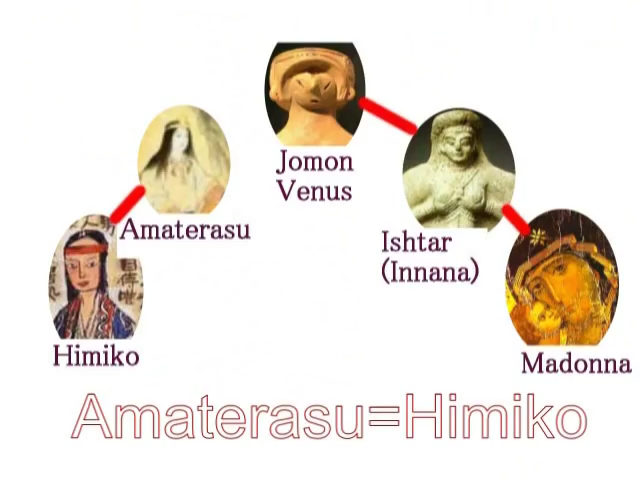 Jomon
Venus
Amaterasu
Ishtar
(Innana)
Himiko
Madonna
Amaterasu=Himiko